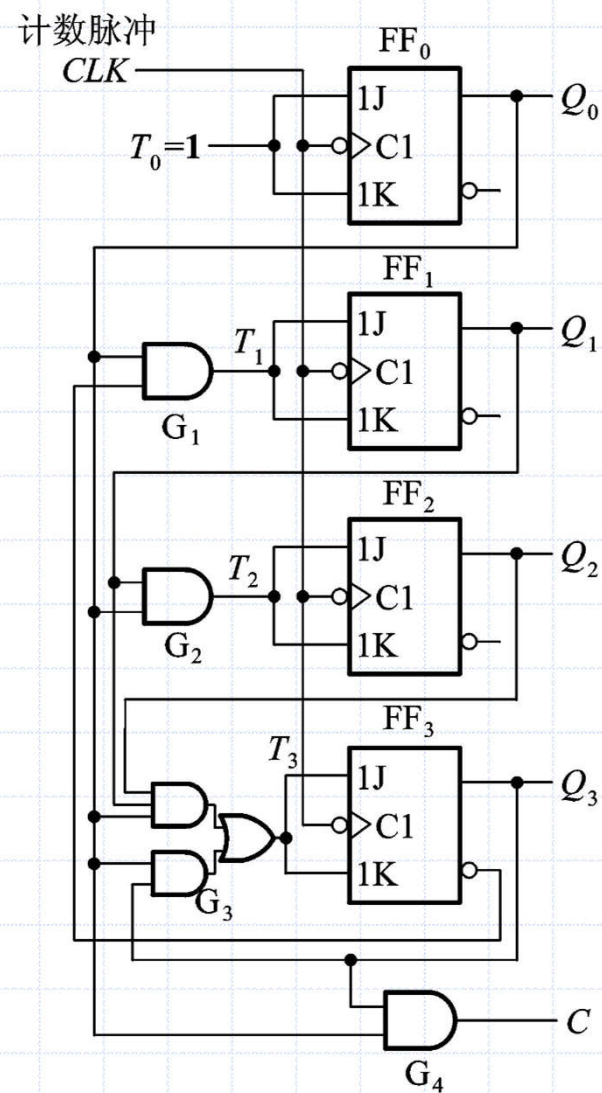 计数脉冲
CLK
FF₀
1J
Q₀
T₀=1
C1
1K
FF₁
1J
Q₁
T₁
C1
G₁
1K
FF₂
1J
Q₂
T₂
C1
G₂
1K
FF₃
T₃
1J
Q₃
C1
1K
G₃
C
G₄